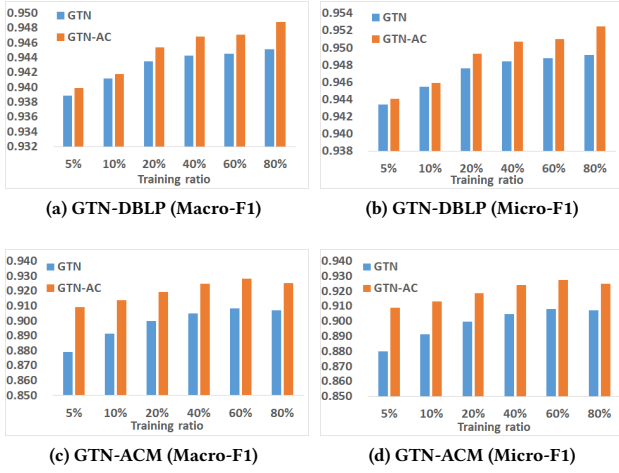 0.950
0.948
0.946
0.944
0.942
0.940
0.938
0.936
0.934
0.932
GTN
GTN-AC
5% 10% 20% 40% 60% 80%
Training ratio
(a) GTN-DBLP (Macro-F1)
0.954
0.952
0.950
0.948
0.946
0.944
0.942
0.940
0.938
GTN
GTN-AC
5% 10% 20% 40% 60% 80%
Training ratio
(b) GTN-DBLP (Micro-F1)
0.940
0.930
0.920
0.910
0.900
0.890
0.880
0.870
0.860
0.850
GTN
GTN-AC
5% 10% 20% 40% 60% 80%
Training ratio
(c) GTN-ACM (Macro-F1)
0.940
0.930
0.920
0.910
0.900
0.890
0.880
0.870
0.860
0.850
GTN
GTN-AC
5% 10% 20% 40% 60% 80%
Training ratio
(d) GTN-ACM (Micro-F1)